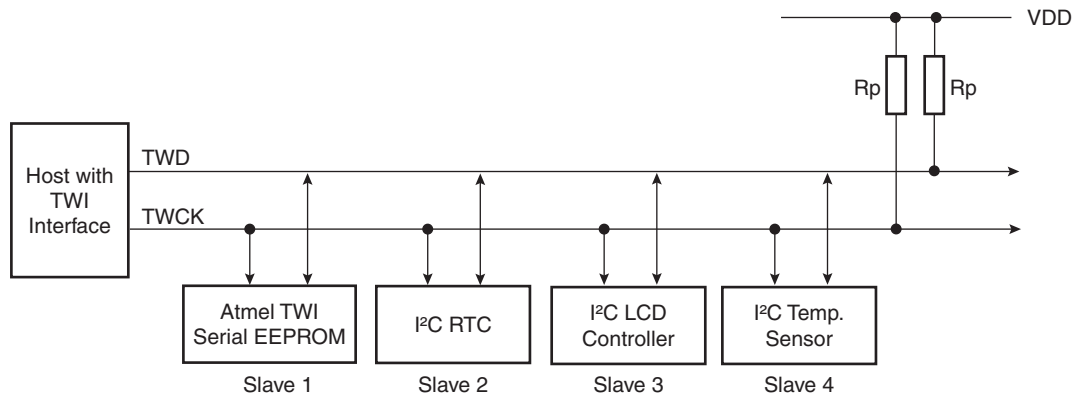 VDD
Rp
Rp
Host with
TWI
Interface
TWD
TWCK
Atmel TWI
Serial EEPROM
I²C RTC
I²C LCD
Controller
I²C Temp.
Sensor
Slave 1
Slave 2
Slave 3
Slave 4